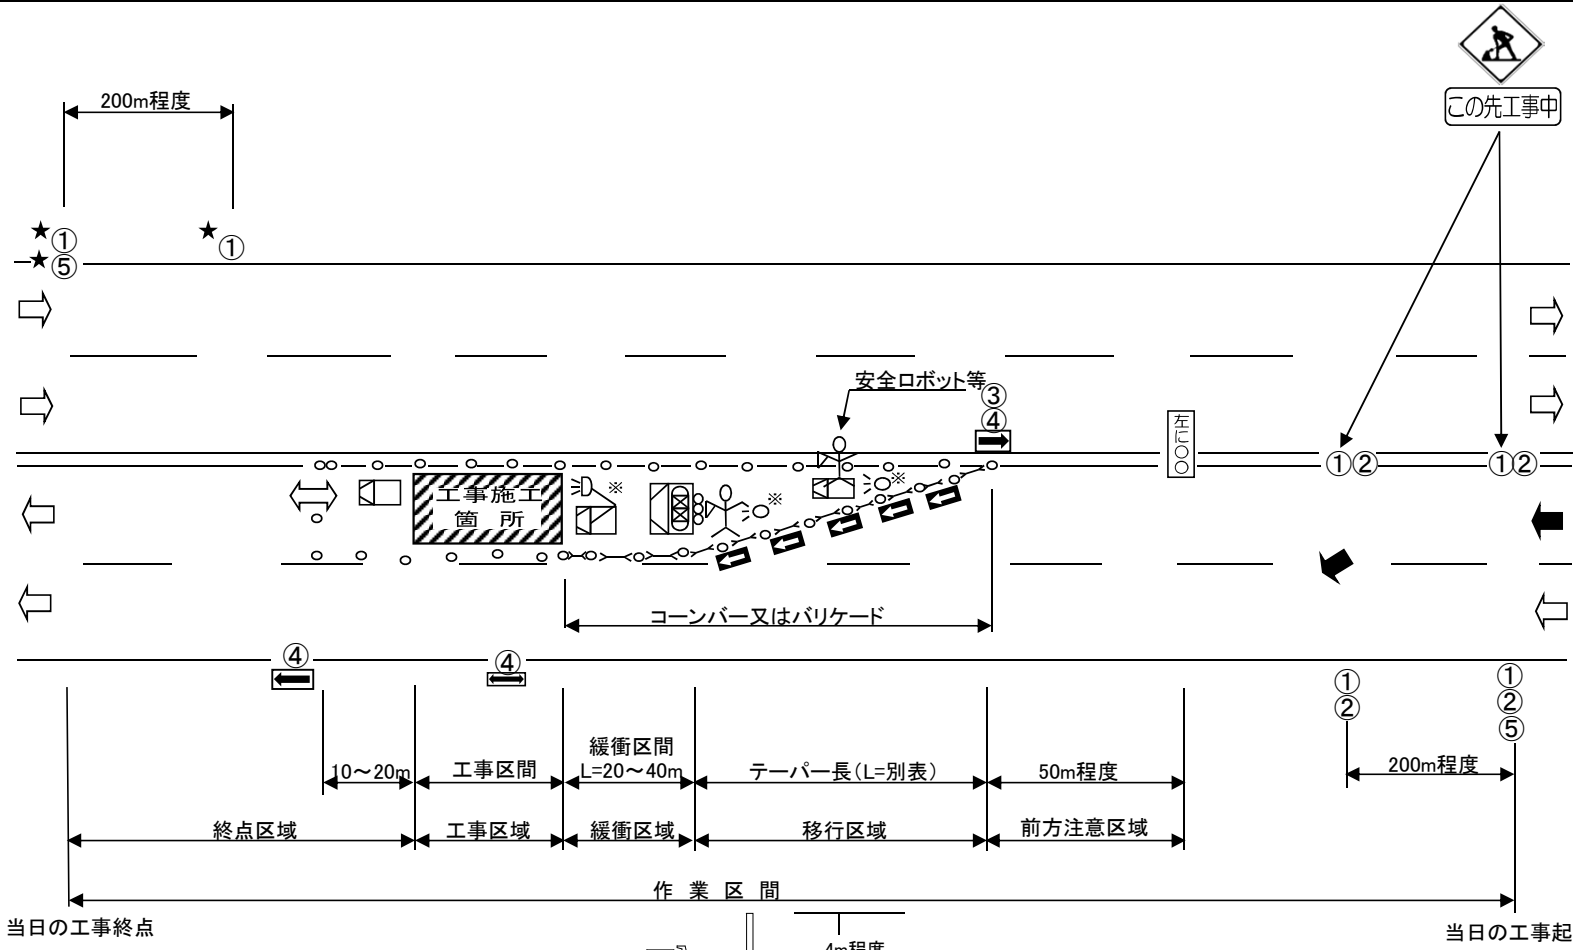 この先工事中
200m程度
★①
★⑤
★①
安全ロボット等
③
④
左に○○
①②
①②
工事施工
箇所
※
※
※
コーンバー又はバリケード
④
④
①
②
①
②
⑤
10～20m
工事区間
緩衝区間
L=20～40m
テーパー長(L=別表)
50m程度
200m程度
終点区域
工事区域
緩衝区域
移行区域
前方注意区域
作業区間
当日の工事終点
当日の工事起
4m程度